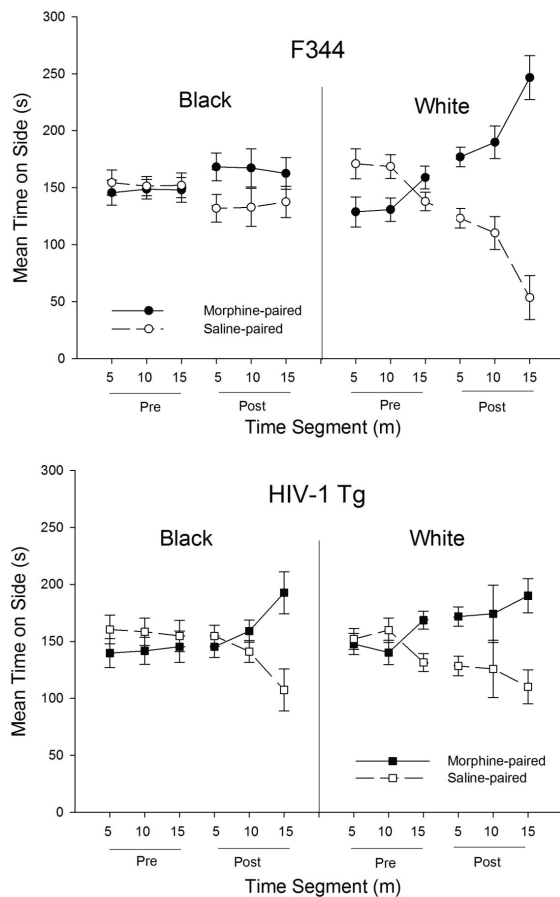 F344
Black White
Mean Time on Side (s)
300
250
200
150
100
50
0
Morphine-paired
Saline-paired
5 10 15 5 10 15 5 10 15 5 10 15
Pre Post Pre Post
Time Segment (m)
HIV-1 Tg
Black White
Mean Time on Side (s)
300
250
200
150
100
50
0
Morphine-paired
Saline-paired
5 10 15 5 10 15 5 10 15 5 10 15
Pre Post Pre Post
Time Segment (m)